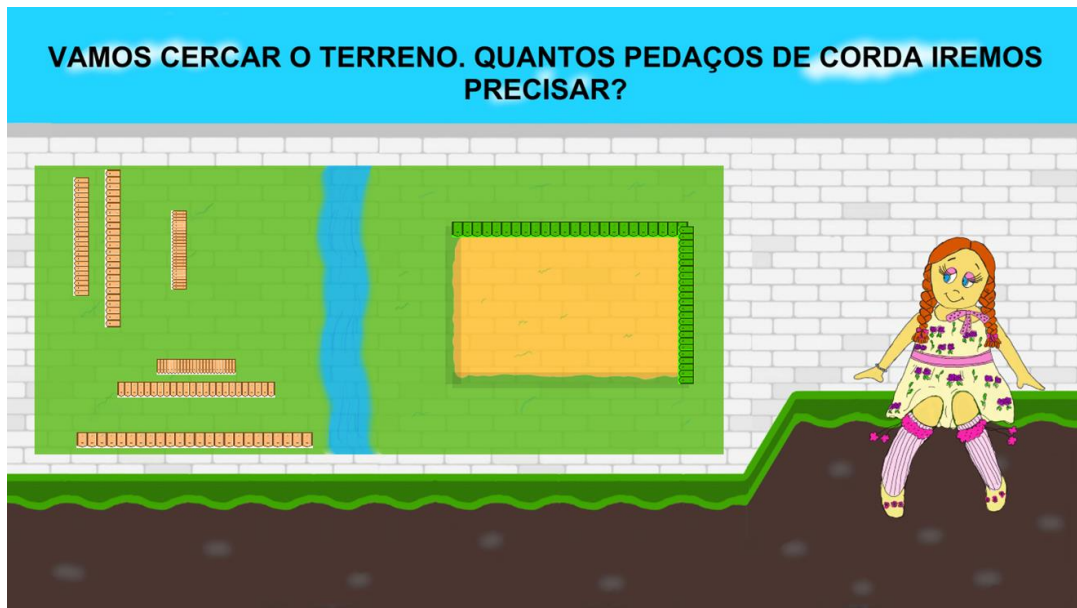 VAMOS CERCAR O TERRENO. QUANTOS PEDAÇOS DE CORDA IREMOS
PRECISAR?